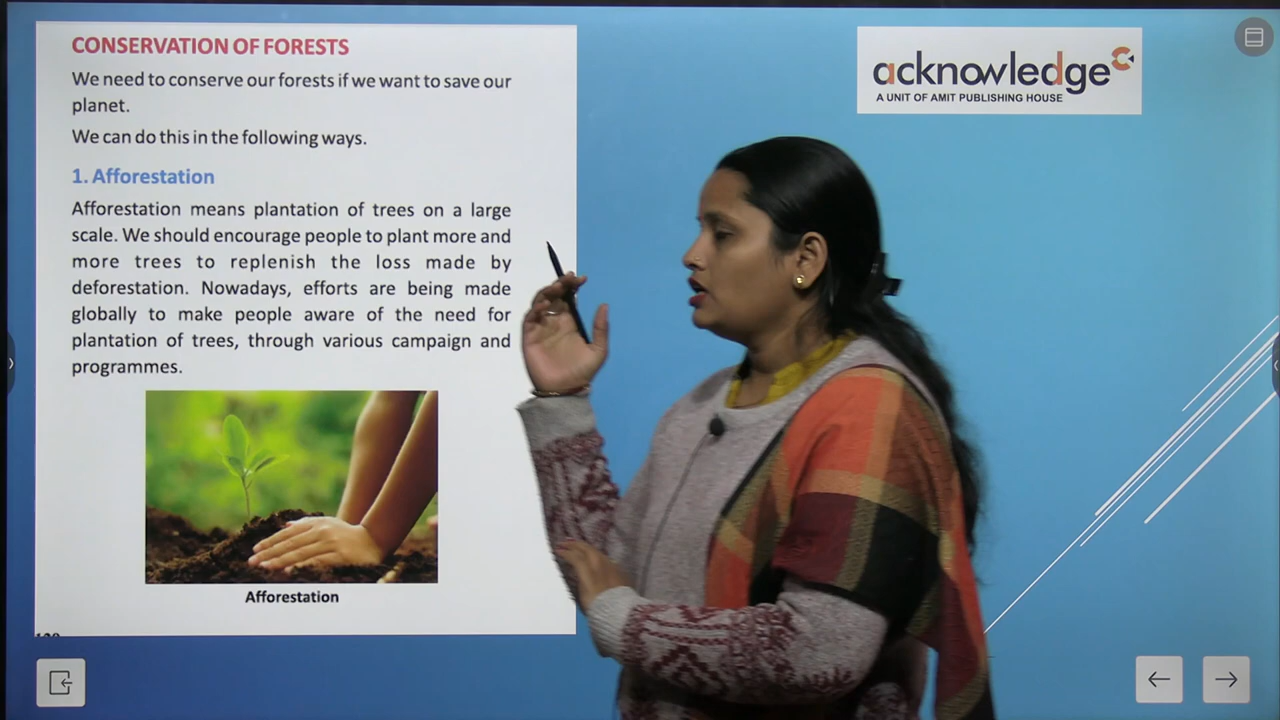 CONSERVATION OF FORESTS
We need to conserve our forests if we want to save our
planet.
We can do this in the following ways.
1. Afforestation
Afforestation means plantation of trees on a large
scale. We should encourage people to plant more and
more trees to replenish the loss made by
deforestation. Nowadays, efforts are being made
globally to make people aware of the need for
plantation of trees, through various campaign and
programmes.
Afforestation
acknowledge
A UNIT OF AMIT PUBLISHING HOUSE